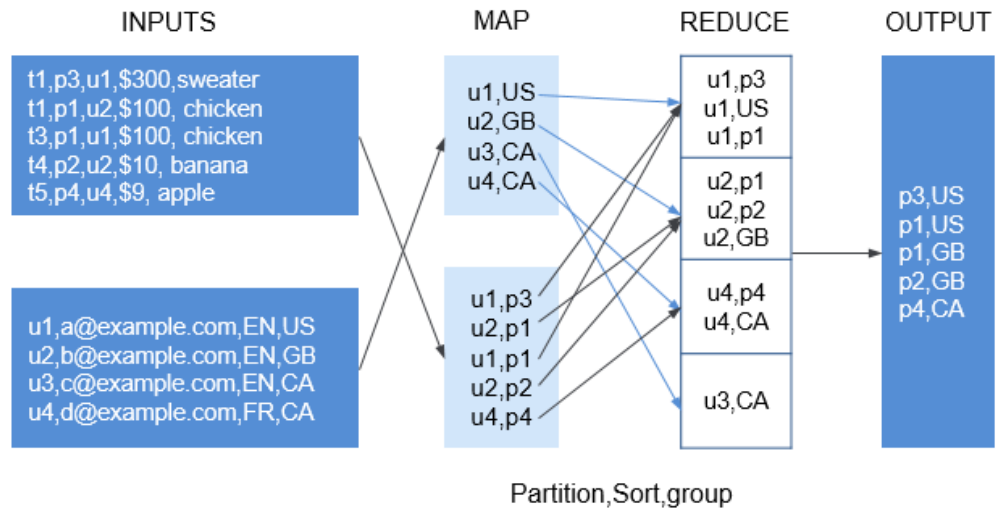 INPUTS
MAP
REDUCE
OUTPUT
t1,p3,u1,$300,sweater
t1,p1,u2,$100, chicken
t3,p1,u1,$100, chicken
t4,p2,u2,$10, banana
t5,p4,u4,$9, apple
u1,a@example.com,EN,US
u2,b@example.com,EN,GB
u3,c@example.com,EN,CA
u4,d@example.com,FR,CA
u1,US
u2,GB
u3,CA
u4,CA
u1,p3
u2,p1
u1,p1
u2,p2
u4,p4
u1,p3
u1,US
u1,p1
u2,p1
u2,p2
u2,GB
u4,p4
u4,CA
u3,CA
p3,US
p1,US
p1,GB
p2,GB
p4,CA
Partition,Sort,group